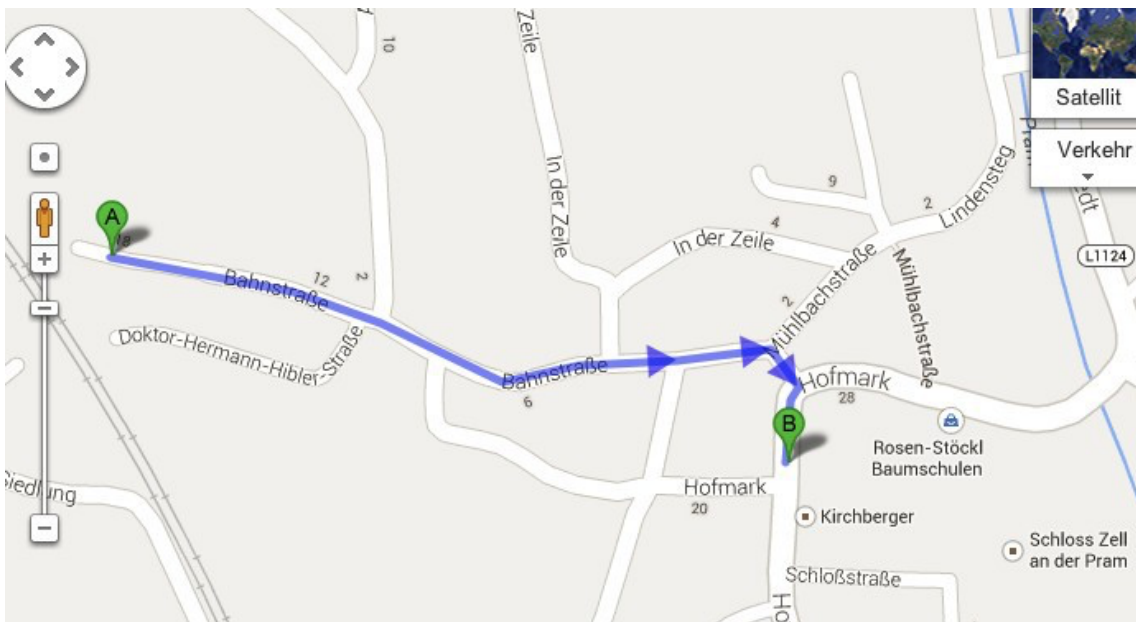 Zeile
10
Satellit
Verkehr
In der Zeile
9
2
Lindensteg
4
In der Zeile
L1124
A
18
Bahnstraße
12
2
2
Mühlbachstraße
Mühlbachstraße
Doktor-Hermann-Hibler-Straße
Bahnstraße
6
Hofmark
28
B
Rosen-Stöckl
Baumschulen
Siedlung
Hofmark
20
Kirchberger
Schloss Zell
an der Pram
Schloßstraße
Ho